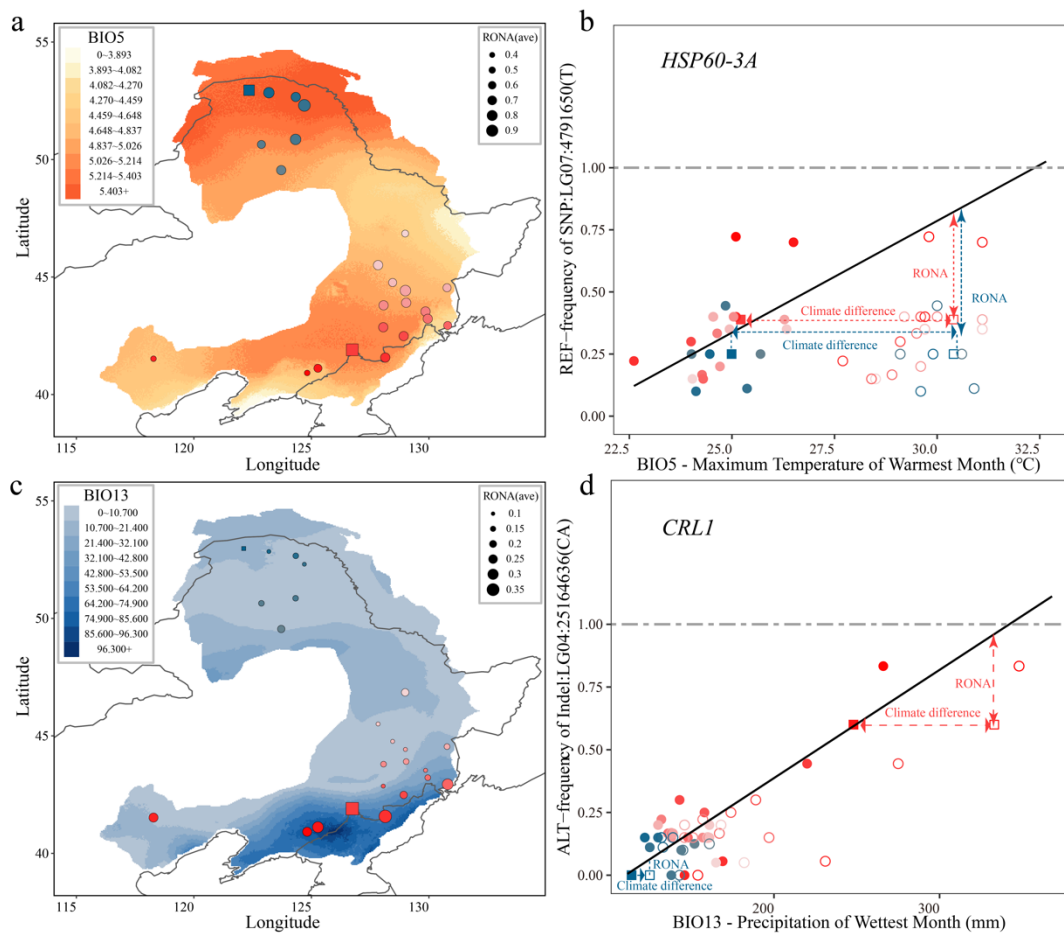 a
BIO5
0~3.893
3.893~4.082
4.082~4.270
4.270~4.459
4.459~4.648
4.648~4.837
4.837~5.026
5.026~5.214
5.214~5.403
5.403+
RONA(ave)
0.4
0.5
0.6
0.7
0.8
0.9
55
50
45
40
Latitude
115
120
125
130
Longitude
b
HSP60-3A
REF−frequency of SNP:LG07:4791650(T)
1.00
0.75
0.50
0.25
0.00
RONA
RONA
Climate difference
Climate difference
22.5
25.0
27.5
30.0
32.5
BIO5 - Maximum Temperature of Warmest Month (°C)
c
BIO13
0~10.700
10.700~21.400
21.400~32.100
32.100~42.800
42.800~53.500
53.500~64.200
64.200~74.900
74.900~85.600
85.600~96.300
96.300+
RONA(ave)
0.1
0.15
0.2
0.25
0.3
0.35
55
50
45
40
Latitude
115
120
125
130
Longitude
d
CRL1
ALT−frequency of Indel:LG04:25164636(CA)
1.00
0.75
0.50
0.25
0.00
RONA
Climate difference
RONA
Climate difference
200
300
BIO13 - Precipitation of Wettest Month (mm)